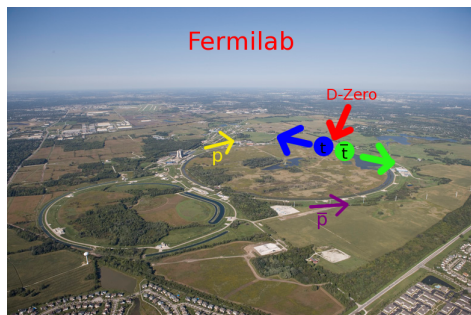 Fermilab
D-Zero
p
t
t̅
p̅